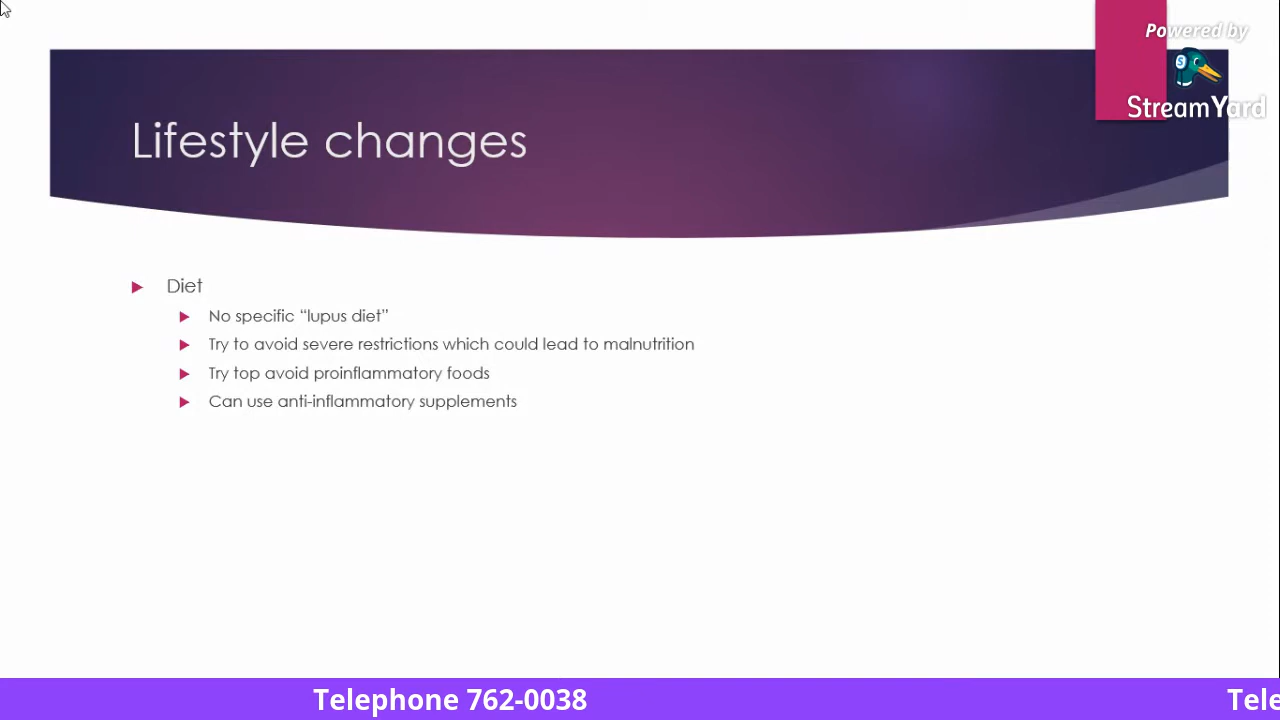 Powered by
StreamYard
Lifestyle changes
Diet
No specific “lupus diet”
Try to avoid severe restrictions which could lead to malnutrition
Try top avoid proinflammatory foods
Can use anti-inflammatory supplements
Telephone 762-0038
Tele